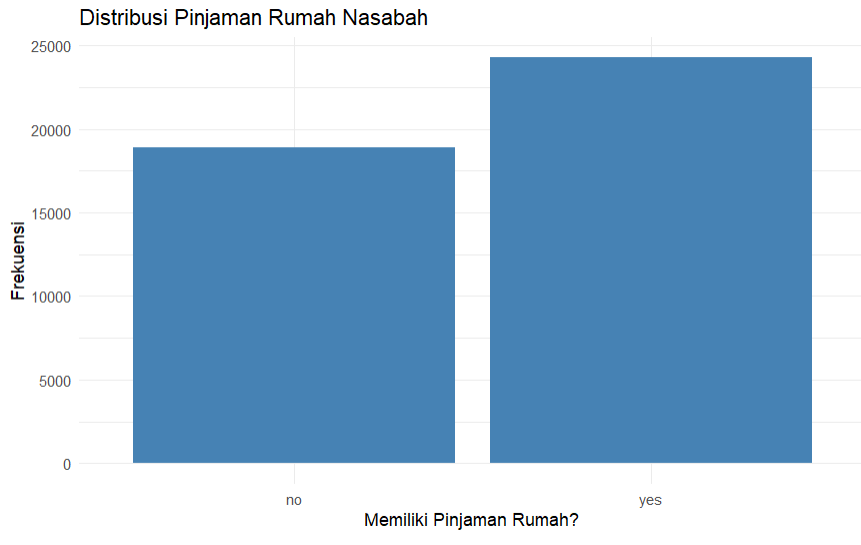 Distribusi Pinjaman Rumah Nasabah
25000
20000
15000
10000
5000
0
Frekuensi
no
yes
Memiliki Pinjaman Rumah?